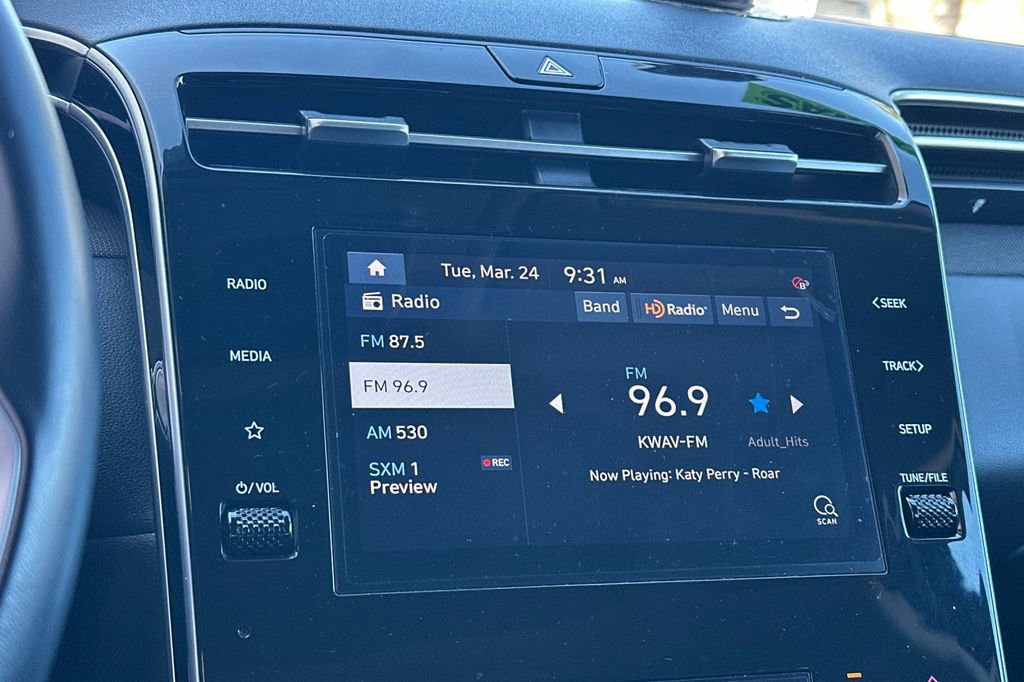 RADIO
MEDIA
⏻/VOL
Tue, Mar. 24 9:31 AM
Radio
Band HD Radio Menu
FM 87.5
FM 96.9
AM 530
SXM 1 REC
Preview
FM
96.9
KWAV-FM Adult_Hits
Now Playing: Katy Perry - Roar
SCAN
<SEEK
TRACK>
SETUP
TUNE/FILE